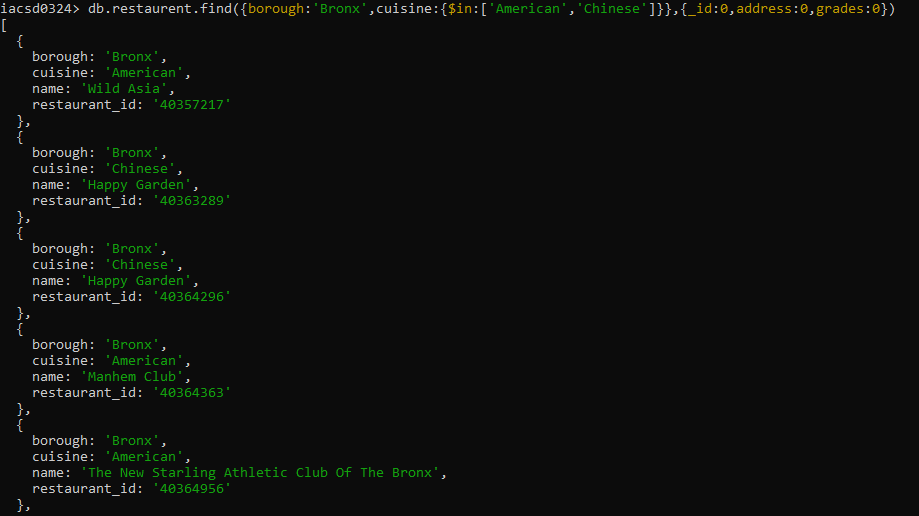 iacsd0324> db.restaurent.find({borough:'Bronx',cuisine:{$in:['American','Chinese']}},{_id:0,address:0,grades:0})
[
  {
    borough: 'Bronx',
    cuisine: 'American',
    name: 'Wild Asia',
    restaurant_id: '40357217'
  },
  {
    borough: 'Bronx',
    cuisine: 'Chinese',
    name: 'Happy Garden',
    restaurant_id: '40363289'
  },
  {
    borough: 'Bronx',
    cuisine: 'Chinese',
    name: 'Happy Garden',
    restaurant_id: '40364296'
  },
  {
    borough: 'Bronx',
    cuisine: 'American',
    name: 'Manhem Club',
    restaurant_id: '40364363'
  },
  {
    borough: 'Bronx',
    cuisine: 'American',
    name: 'The New Starling Athletic Club Of The Bronx',
    restaurant_id: '40364956'
  },